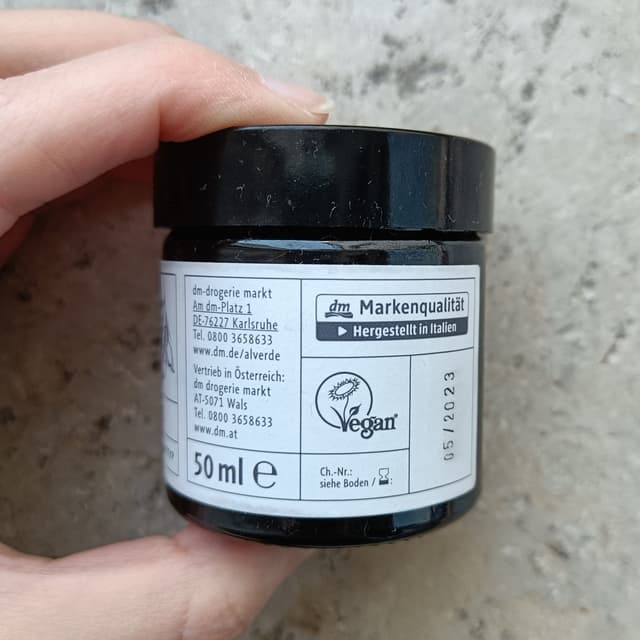 dm-drogerie markt
Am dm-Platz 1
DE-76227 Karlsruhe
Tel. 0800 3658633
www.dm.de/alverde
Vertrieb in Österreich:
dm drogerie markt
AT-5071 Wals
Tel. 0800 3658633
www.dm.at
50 ml ℮
dm Markenqualität
Hergestellt in Italien
Vegan
05/2023
Ch.-Nr.:
siehe Boden / :